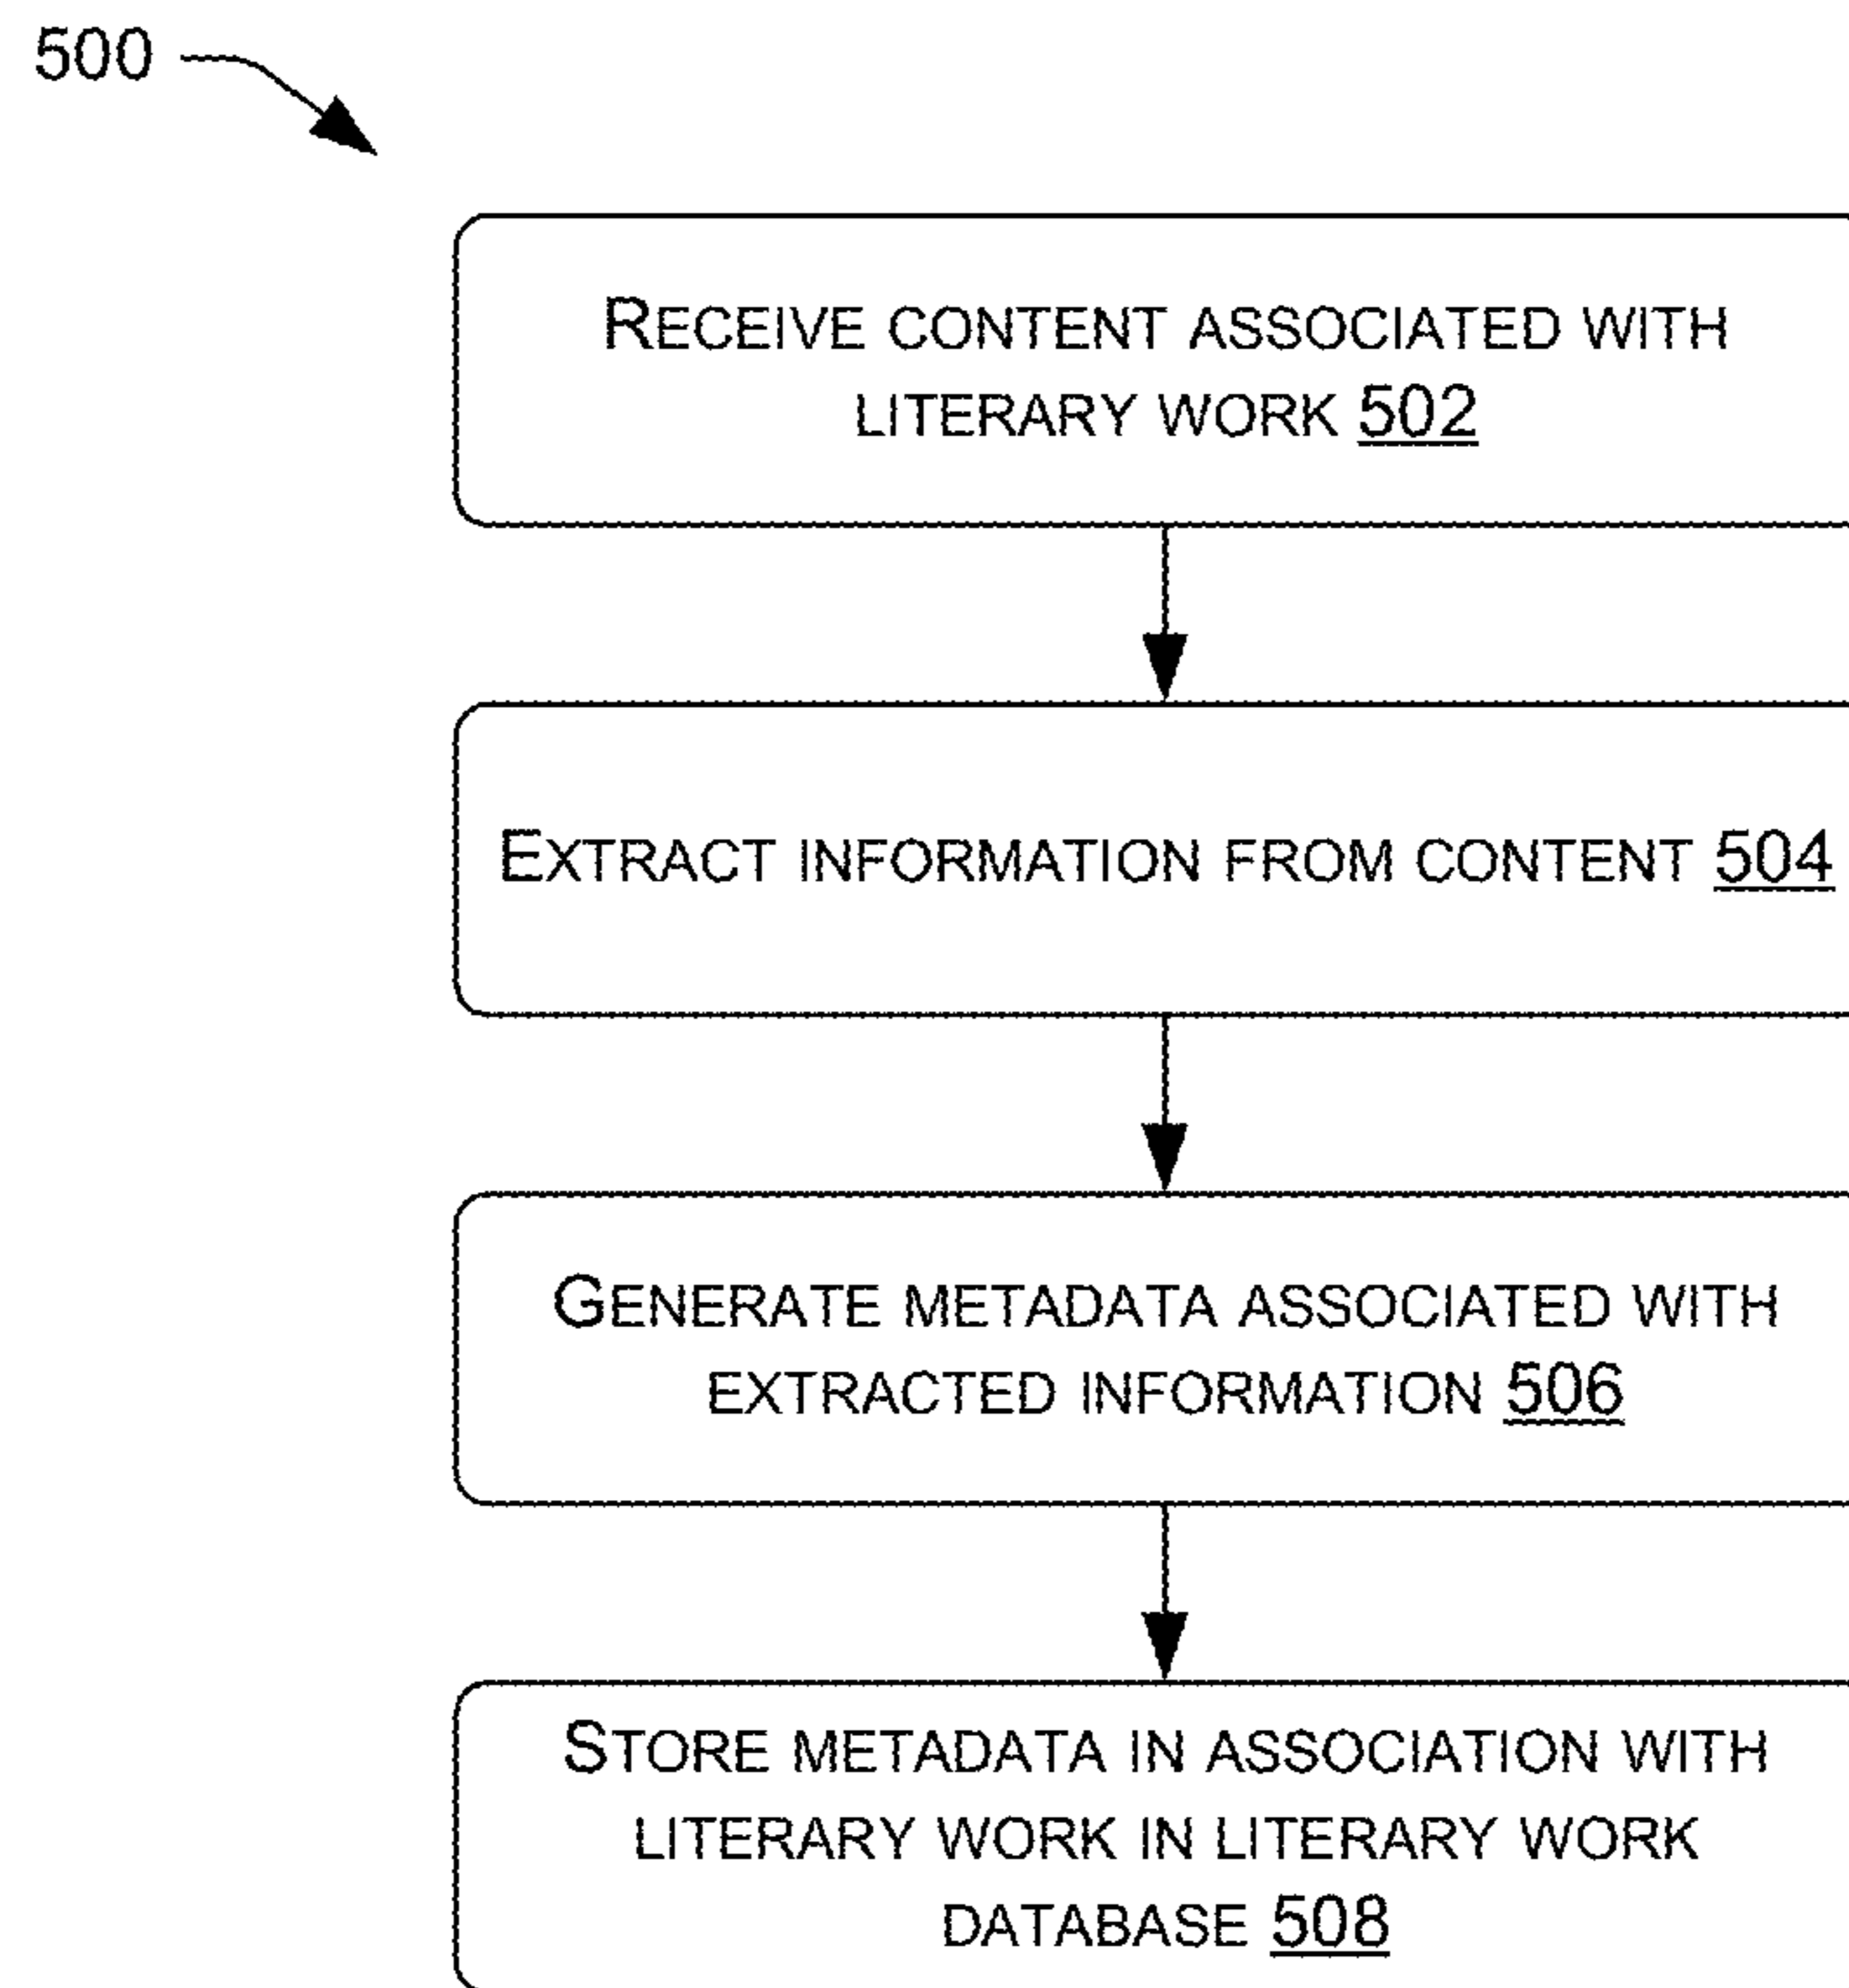 500
RECEIVE CONTENT ASSOCIATED WITH
LITERARY WORK 502
EXTRACT INFORMATION FROM CONTENT 504
GENERATE METADATA ASSOCIATED WITH
EXTRACTED INFORMATION 506
STORE METADATA IN ASSOCIATION WITH
LITERARY WORK IN LITERARY WORK
DATABASE 508